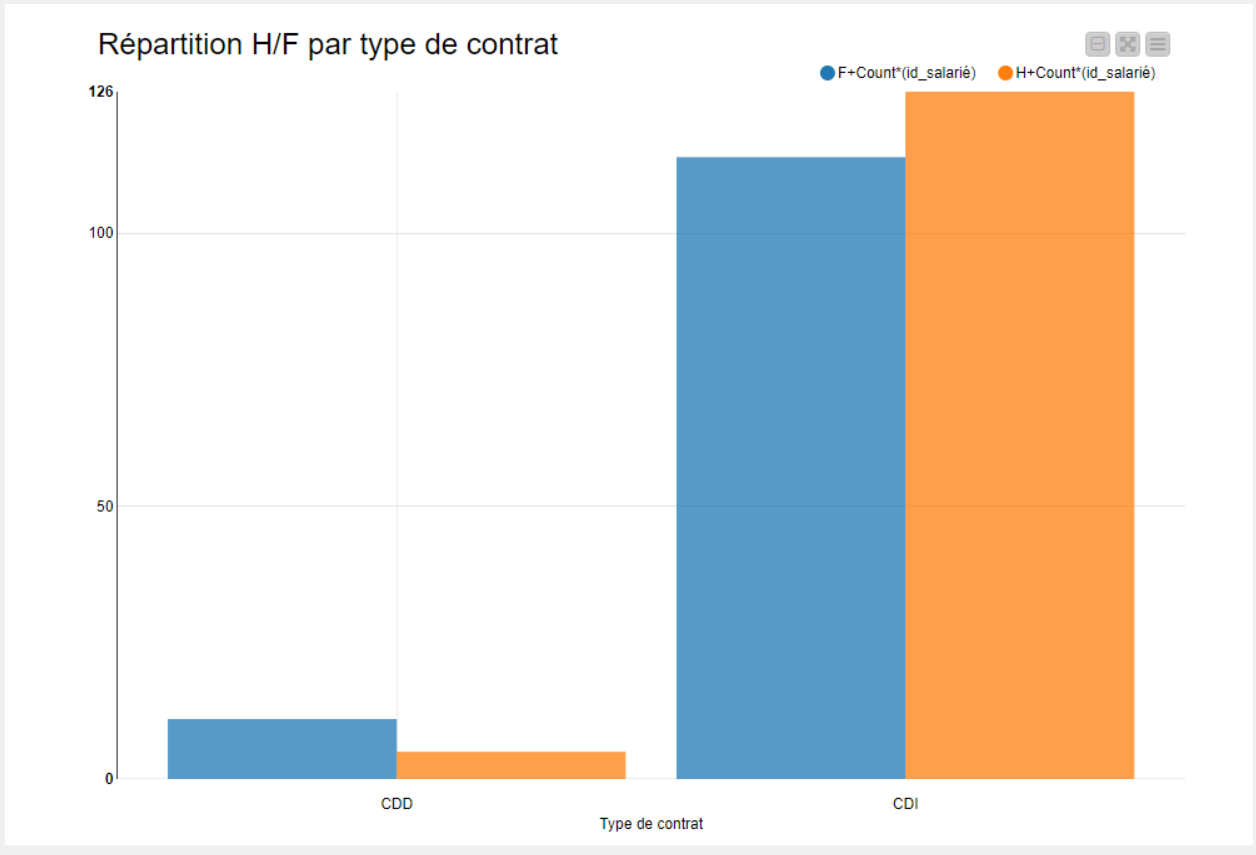 Répartition H/F par type de contrat
F+Count*(id_salarié) H+Count*(id_salarié)
126
100
50
0
CDD CDI
Type de contrat